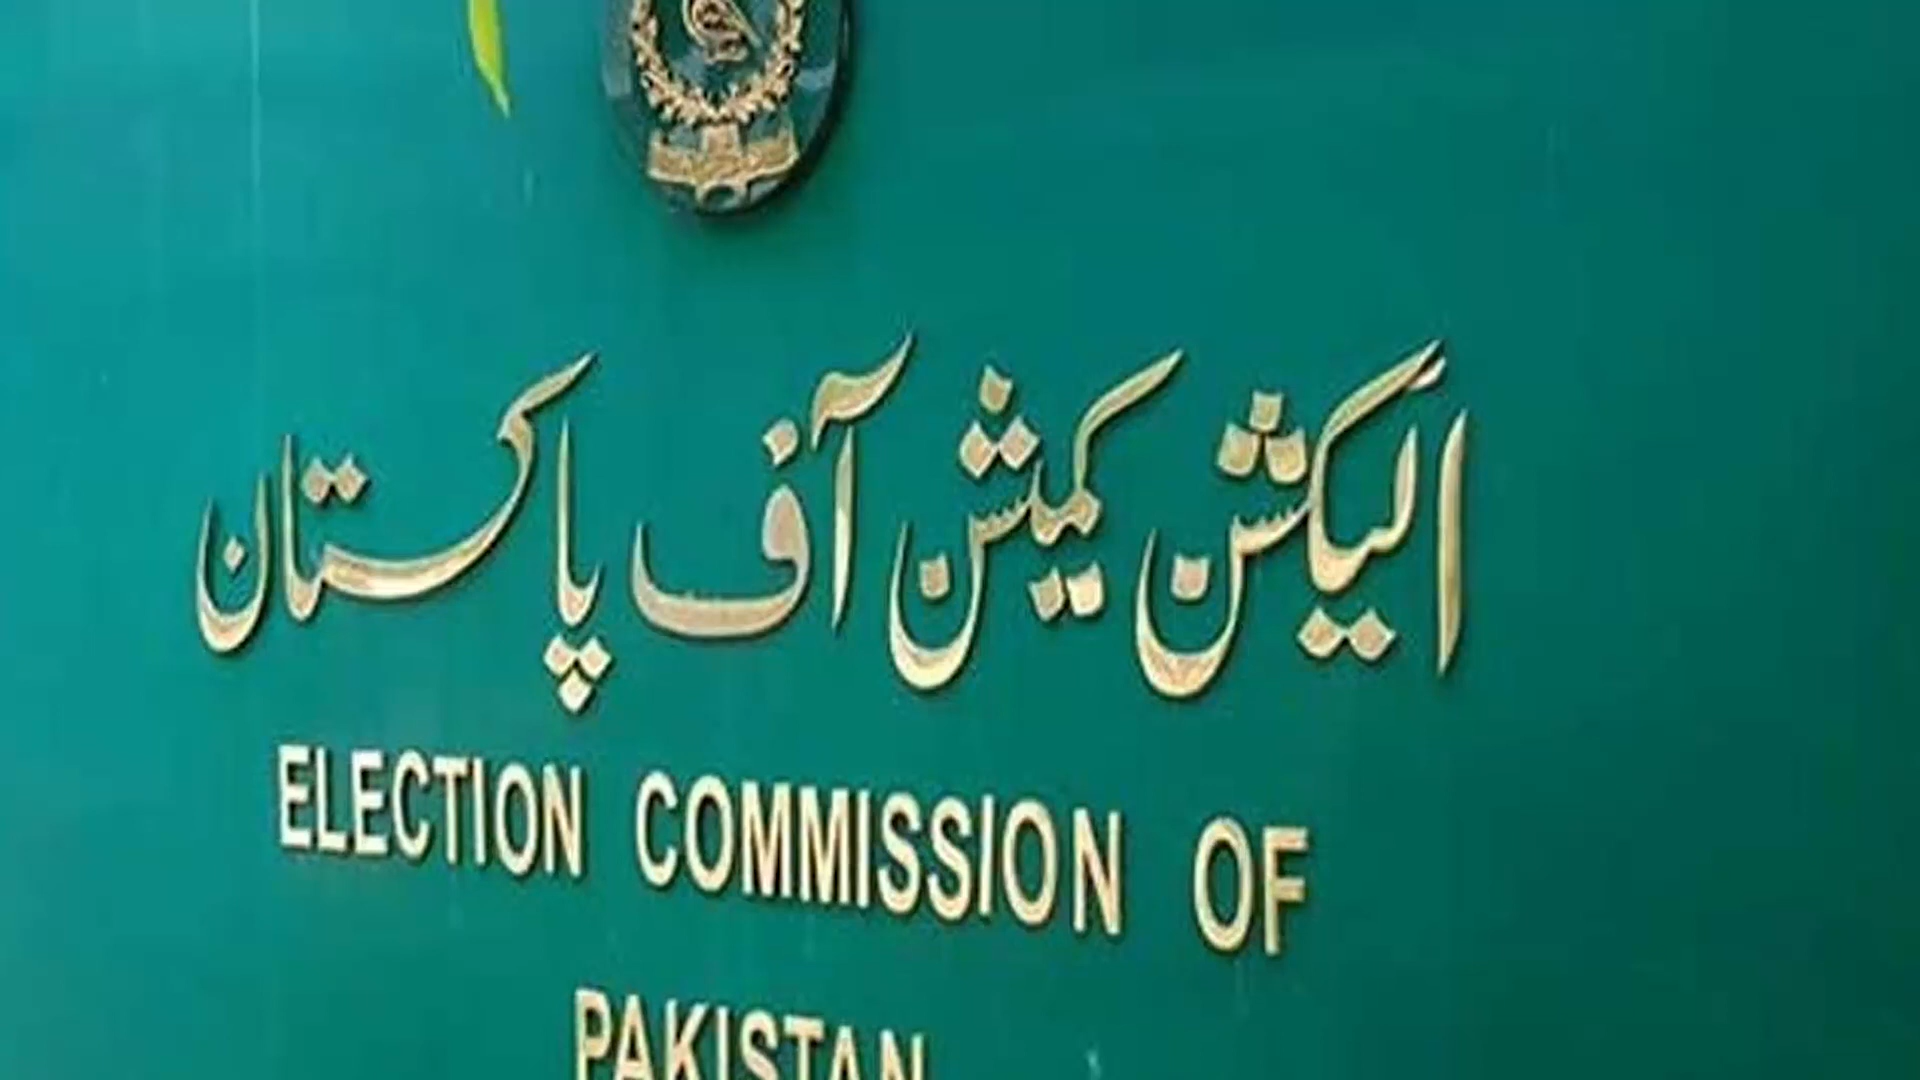 الیکشن کمیشن آف پاکستان
ELECTION COMMISSION OF
PAKISTAN